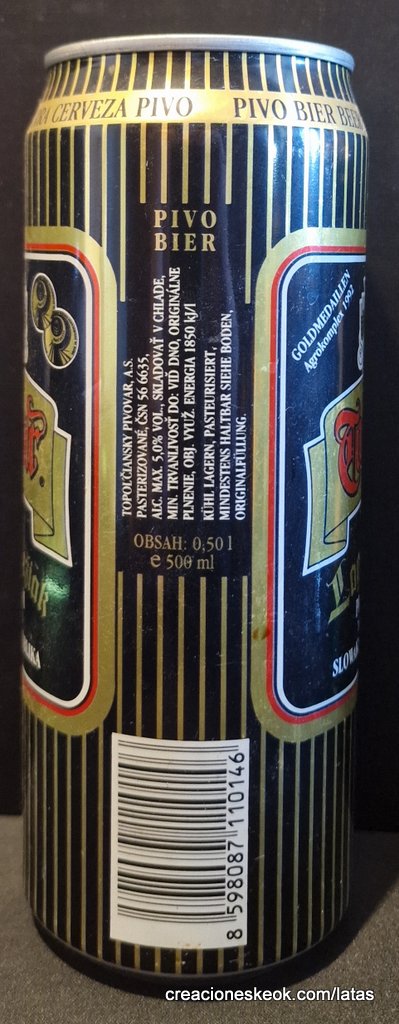 CERVEZA PIVO
PIVO BIER BEER
PIVO
BIER
GOLDMEDAILLEN
Agrokomplex 1992
TOPOĽČIANSKY PIVOVAR, A.S.
PASTERIZOVANÉ, ČSN 56 6635,
ALC. MAX. 5,0% VOL., SKLADOVAŤ V CHLADE,
MIN. TRVANLIVOSŤ DO: VIĎ DNO, ORIGINÁLNE
PLNENIE, OBJ. VYUŽ. ENERGIA 1850 kJ/l
KÜHL LAGERN, PASTEURISIERT,
MINDESTENS HALTBAR SIEHE BODEN,
ORIGINALFÜLLUNG.
OBSAH: 0,50 l
e 500 ml
8 598087 110146
creacioneskeok.com/latas